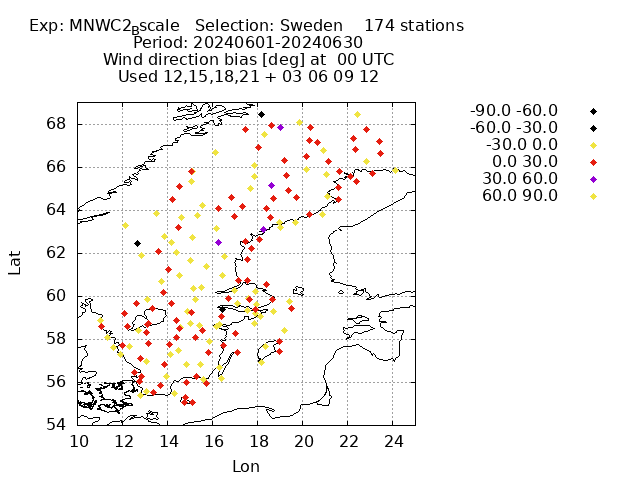 Exp: MNWC2_Bscale Selection: Sweden 174 stations
Period: 20240601-20240630
Wind direction bias [deg] at 00 UTC
Used 12,15,18,21 + 03 06 09 12
-90.0 -60.0
-60.0 -30.0
-30.0 0.0
0.0 30.0
30.0 60.0
60.0 90.0
Lat
68
66
64
62
60
58
56
54
10 12 14 16 18 20 22 24
Lon